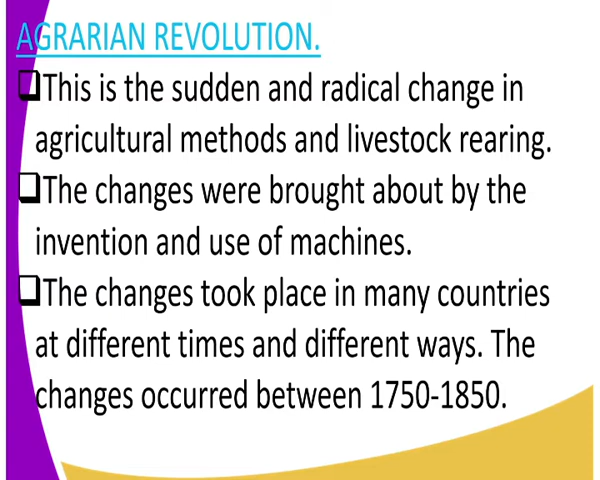 AGRARIAN REVOLUTION.
❑This is the sudden and radical change in
agricultural methods and livestock rearing.
❑The changes were brought about by the
invention and use of machines.
❑The changes took place in many countries
at different times and different ways. The
changes occurred between 1750-1850.